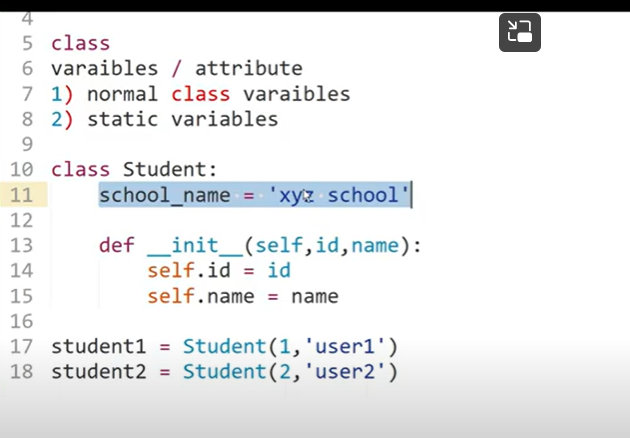 4
5 class
6 varaibles / attribute
7 1) normal class varaibles
8 2) static variables
9
10 class Student:
11     school_name = 'xyz school'
12
13     def __init__(self,id,name):
14         self.id = id
15         self.name = name
16
17 student1 = Student(1,'user1')
18 student2 = Student(2,'user2')